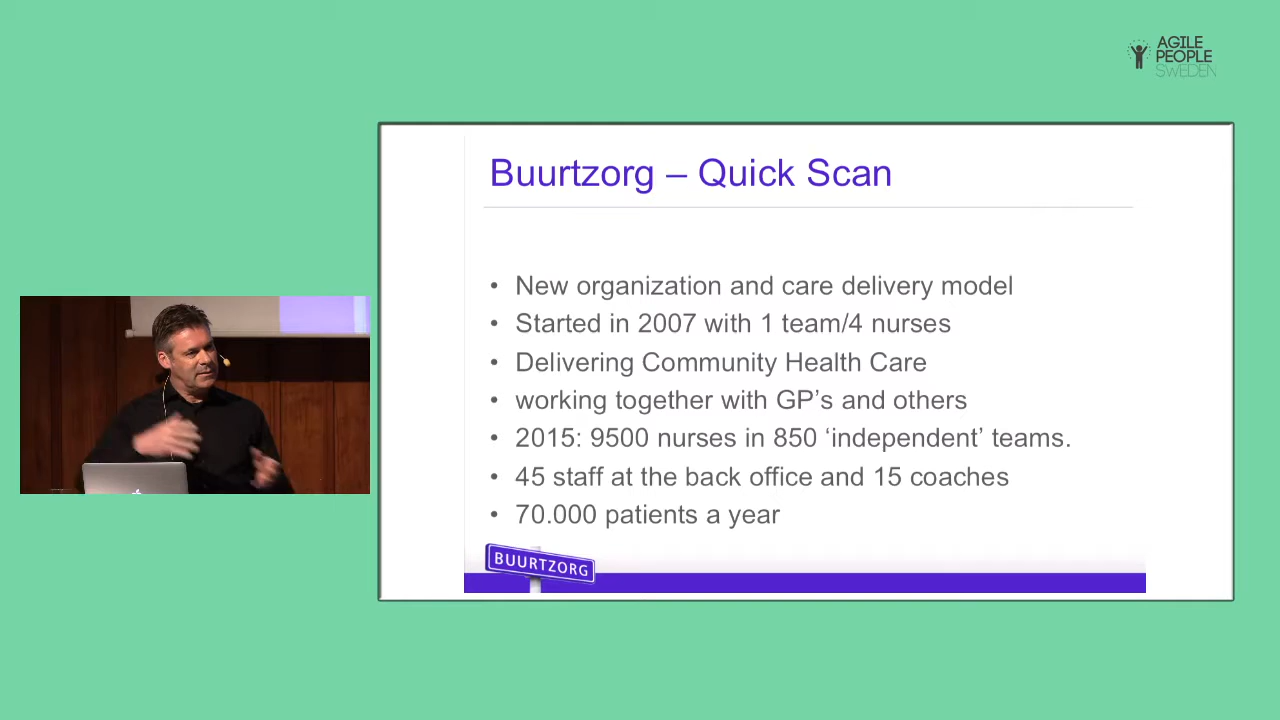 AGILE
PEOPLE
SWEDEN
Buurtzorg – Quick Scan
• New organization and care delivery model
• Started in 2007 with 1 team/4 nurses
• Delivering Community Health Care
• working together with GP’s and others
• 2015: 9500 nurses in 850 ‘independent’ teams.
• 45 staff at the back office and 15 coaches
• 70.000 patients a year
BUURTZORG